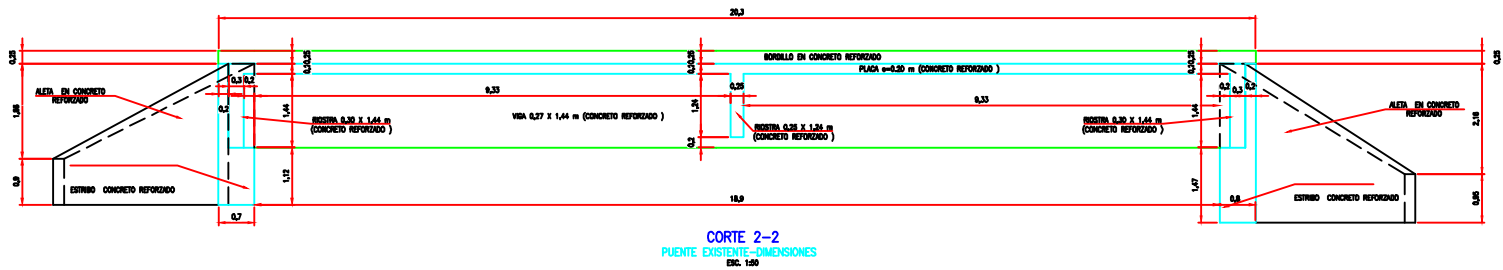 20,3
0,25
0,10,25
BORDILLO EN CONCRETO REFORZADO
0,10,25
0,10,25
0,25
PLACA e=0.20 m (CONCRETO REFORZADO )
0,3 0,2
0,2
0,25
0,2 0,3 0,2
9,33
9,33
ALETA EN CONCRETO
REFORZADO
1,44
1,24
1,44
ALETA EN CONCRETO
REFORZADO
RIOSTRA 0.30 X 1,44 m
(CONCRETO REFORZADO )
VIGA 0,27 X 1,44 m (CONCRETO REFORZADO )
RIOSTRA 0.25 X 1,24 m
(CONCRETO REFORZADO )
RIOSTRA 0.30 X 1,44 m
(CONCRETO REFORZADO )
2,18
0,2
0,9
ESTRIBO CONCRETO REFORZADO
1,12
1,47
ESTRIBO CONCRETO REFORZADO
0,95
0,7
18,9
CORTE 2-2
PUENTE EXISTENTE-DIMENSIONES
ESC. 1:50